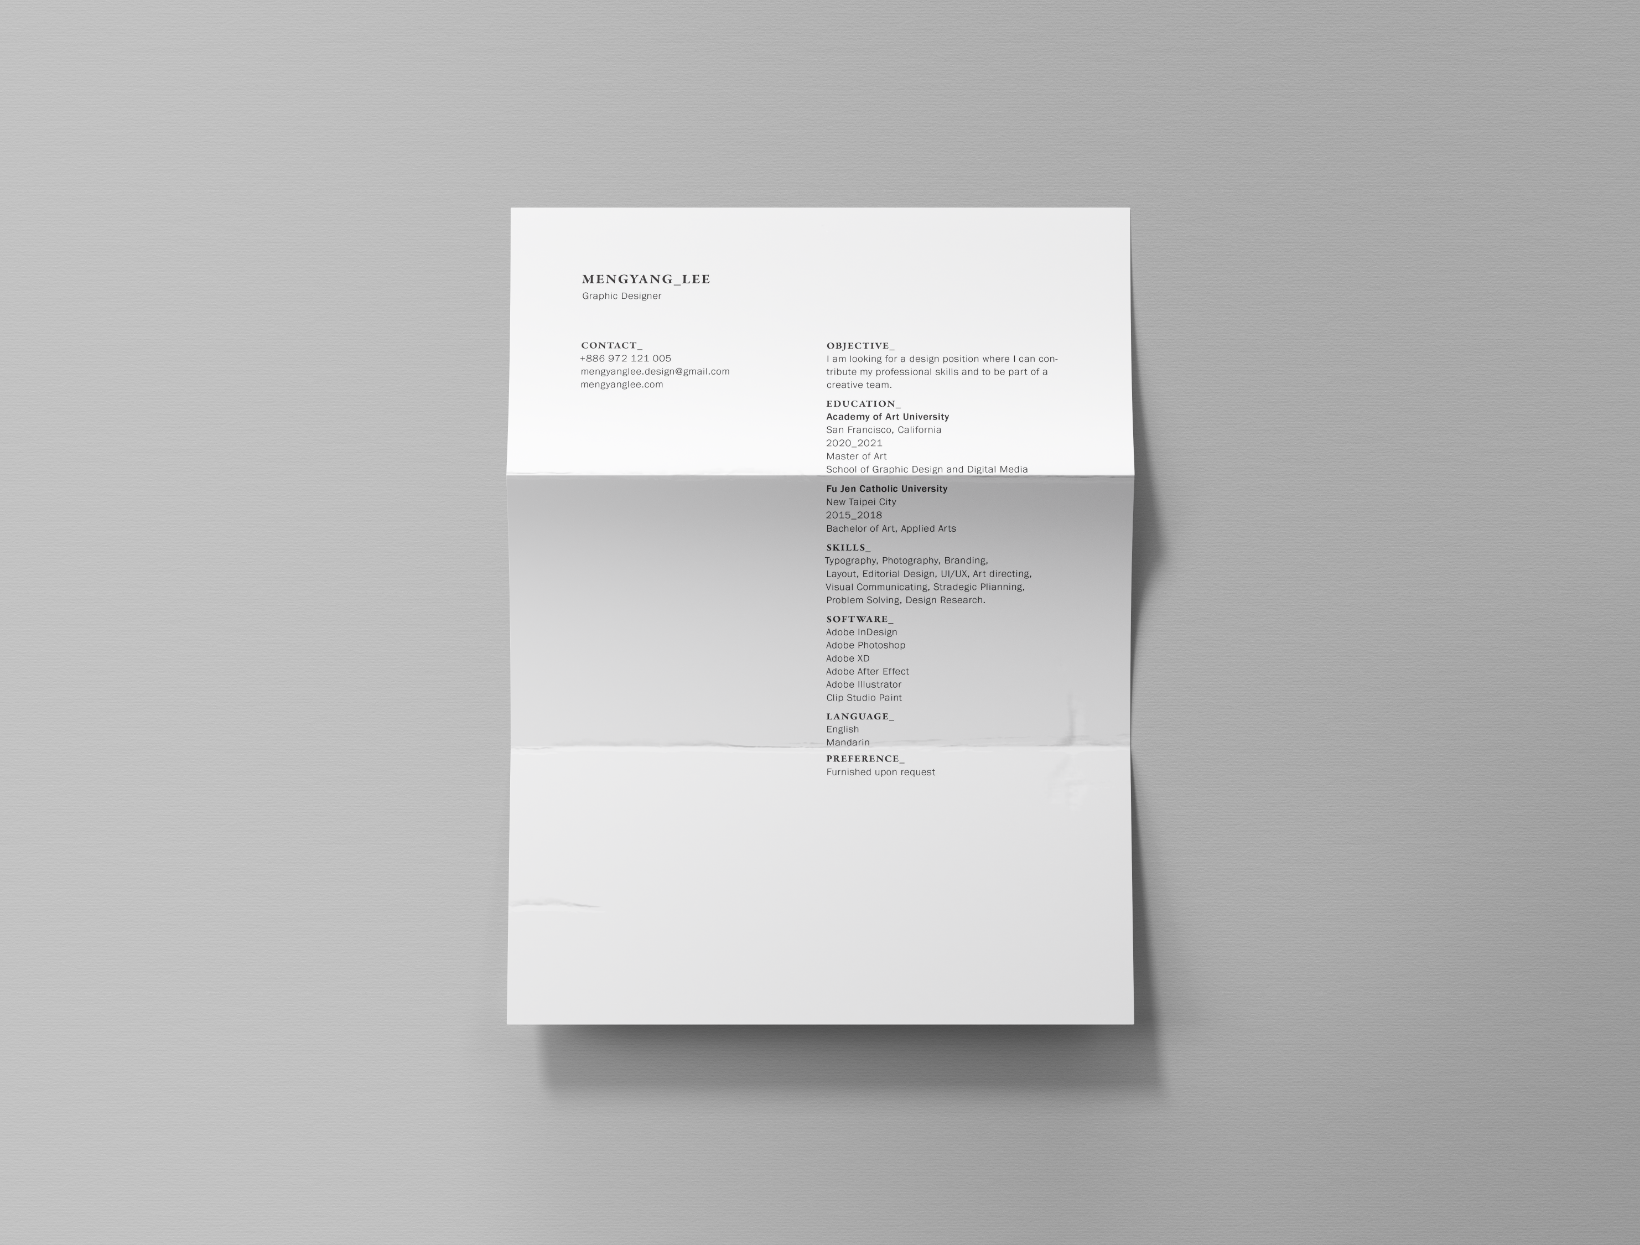 MENGYANG_LEE
Graphic Designer
CONTACT_
+886 972 121 005
mengyanglee.design@gmail.com
mengyanglee.com
OBJECTIVE_
I am looking for a design position where I can con-
tribute my professional skills and to be part of a
creative team.
EDUCATION_
Academy of Art University
San Francisco, California
2020_2021
Master of Art
School of Graphic Design and Digital Media
Fu Jen Catholic University
New Taipei City
2015_2018
Bachelor of Art, Applied Arts
SKILLS_
Typography, Photography, Branding,
Layout, Editorial Design, UI/UX, Art directing,
Visual Communicating, Stradegic Plianning,
Problem Solving, Design Research.
SOFTWARE_
Adobe InDesign
Adobe Photoshop
Adobe XD
Adobe After Effect
Adobe Illustrator
Clip Studio Paint
LANGUAGE_
English
Mandarin
PREFERENCE_
Furnished upon request